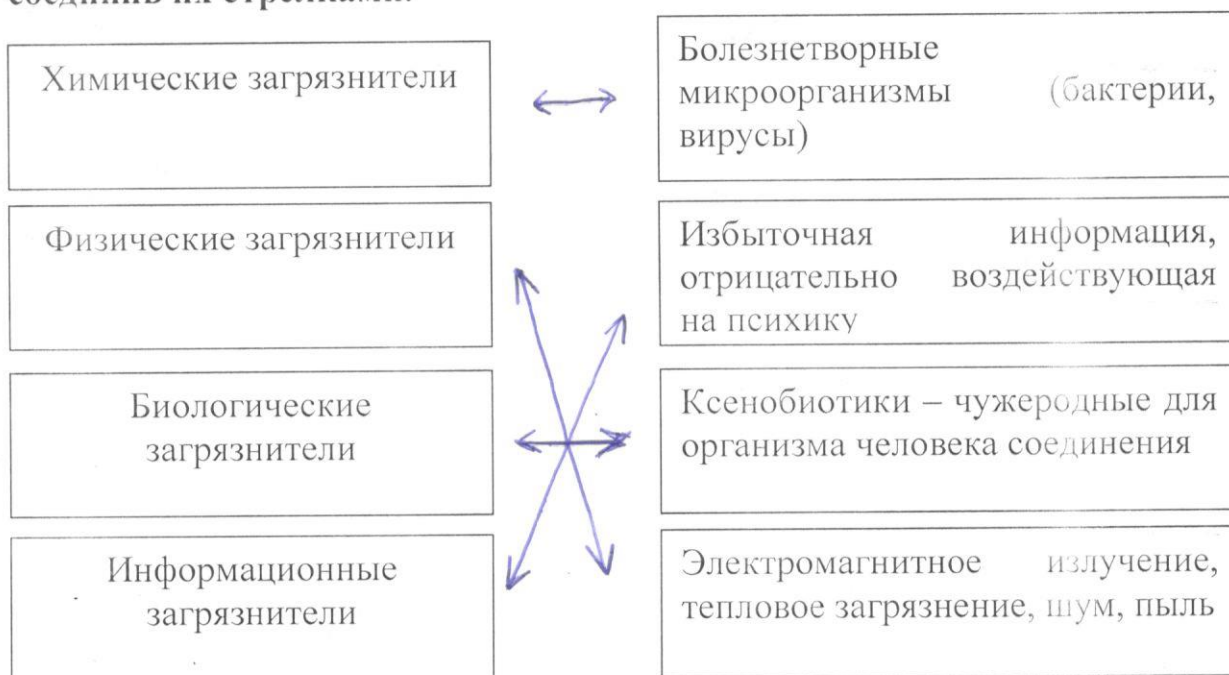 соединив их стрелками.
Химические загрязнители
Болезнетворные
микроорганизмы (бактерии,
вирусы)
Физические загрязнители
Избыточная информация,
отрицательно воздействующая
на психику
Биологические
загрязнители
Ксенобиотики – чужеродные для
организма человека соединения
Информационные
загрязнители
Электромагнитное излучение,
тепловое загрязнение, шум, пыль